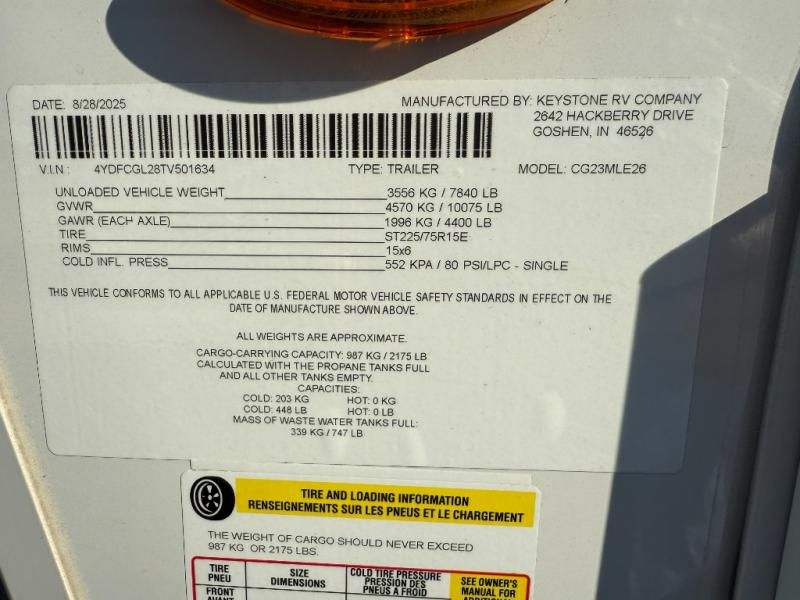 DATE: 8/28/2025
MANUFACTURED BY: KEYSTONE RV COMPANY
2642 HACKBERRY DRIVE
GOSHEN, IN 46526
V.I.N : 4YDFCGL28TV501634 TYPE: TRAILER MODEL: CG23MLE26
UNLOADED VEHICLE WEIGHT 3556 KG / 7840 LB
GVWR 4570 KG / 10075 LB
GAWR (EACH AXLE) 1996 KG / 4400 LB
TIRE ST225/75R15E
RIMS 15x6
COLD INFL. PRESS 552 KPA / 80 PSI/LPC - SINGLE
THIS VEHICLE CONFORMS TO ALL APPLICABLE U.S. FEDERAL MOTOR VEHICLE SAFETY STANDARDS IN EFFECT ON THE
DATE OF MANUFACTURE SHOWN ABOVE.
ALL WEIGHTS ARE APPROXIMATE.
CARGO-CARRYING CAPACITY: 987 KG / 2175 LB
CALCULATED WITH THE PROPANE TANKS FULL
AND ALL OTHER TANKS EMPTY.
CAPACITIES:
COLD: 203 KG HOT: 0 KG
COLD: 448 LB HOT: 0 LB
MASS OF WASTE WATER TANKS FULL:
339 KG / 747 LB
TIRE AND LOADING INFORMATION
RENSEIGNEMENTS SUR LES PNEUS ET LE CHARGEMENT
THE WEIGHT OF CARGO SHOULD NEVER EXCEED
987 KG OR 2175 LBS.
TIRE
PNEU
SIZE
DIMENSIONS
COLD TIRE PRESSURE
PRESSION DES
PNEUS A FROID
SEE OWNER'S
MANUAL FOR
ADDITIONAL
FRONT
AVANT